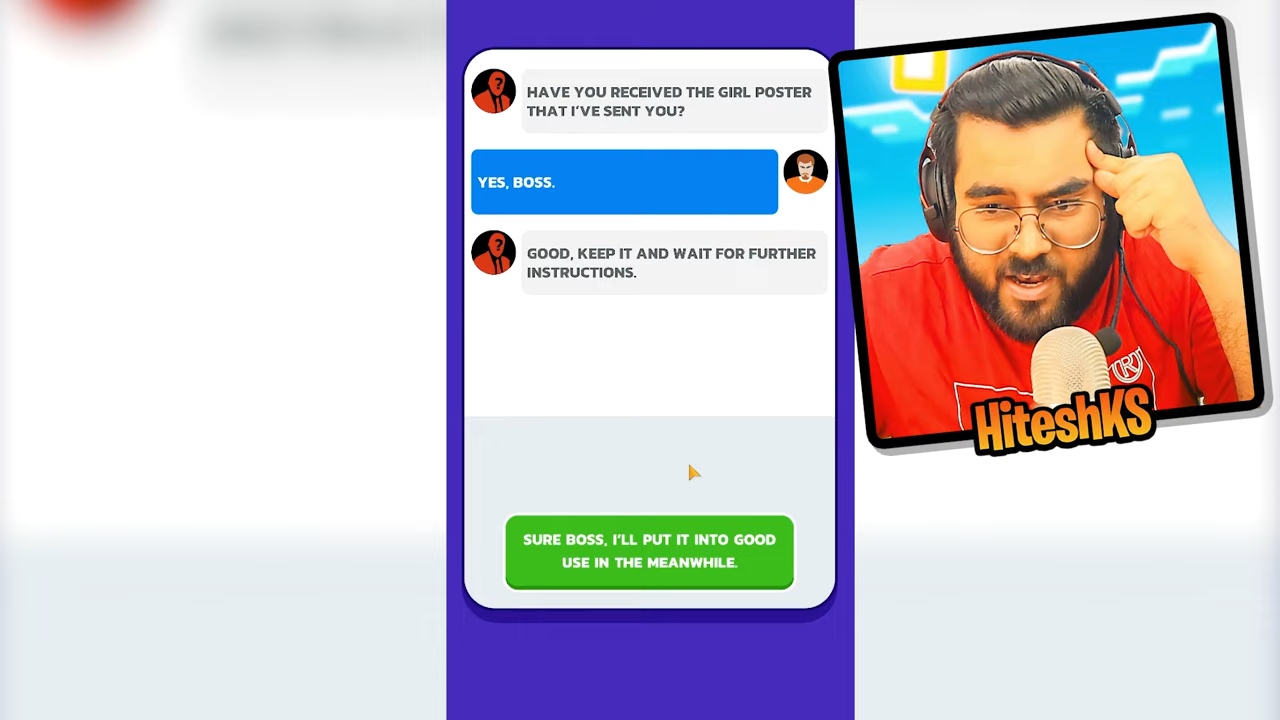 HAVE YOU RECEIVED THE GIRL POSTER
THAT I'VE SENT YOU?
YES, BOSS.
GOOD, KEEP IT AND WAIT FOR FURTHER
INSTRUCTIONS.
SURE BOSS, I'LL PUT IT INTO GOOD
USE IN THE MEANWHILE.
HiteshKS